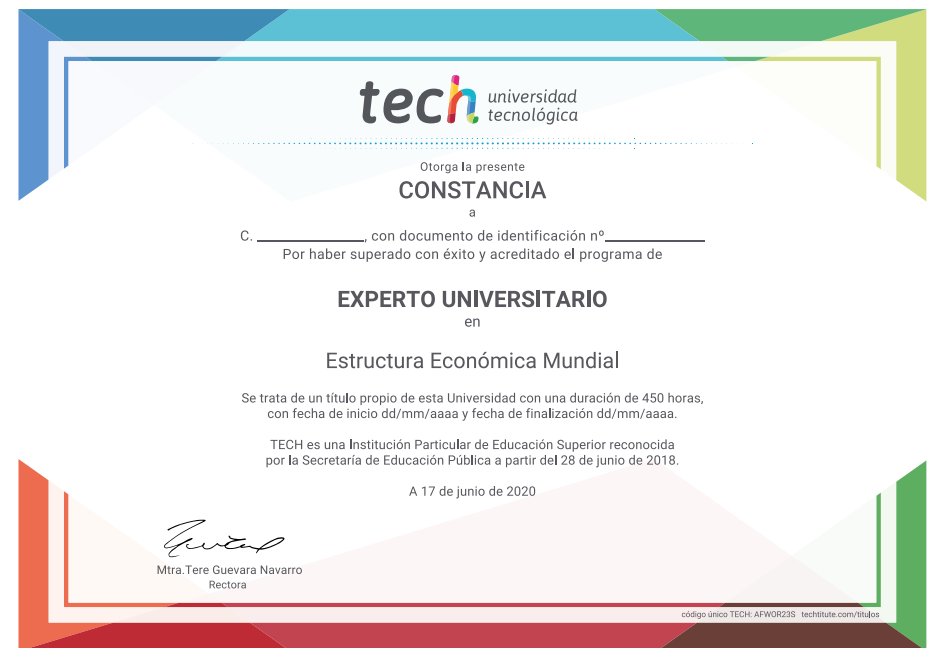 tech universidad
tecnológica
Otorga la presente
CONSTANCIA
a
C. ______________, con documento de identificación nº______________
Por haber superado con éxito y acreditado el programa de
EXPERTO UNIVERSITARIO
en
Estructura Económica Mundial
Se trata de un título propio de esta Universidad con una duración de 450 horas,
con fecha de inicio dd/mm/aaaa y fecha de finalización dd/mm/aaaa.
TECH es una Institución Particular de Educación Superior reconocida
por la Secretaría de Educación Pública a partir del 28 de junio de 2018.
A 17 de junio de 2020
Mtra.Tere Guevara Navarro
Rectora
código único TECH: AFWOR23S techtitute.com/titulos